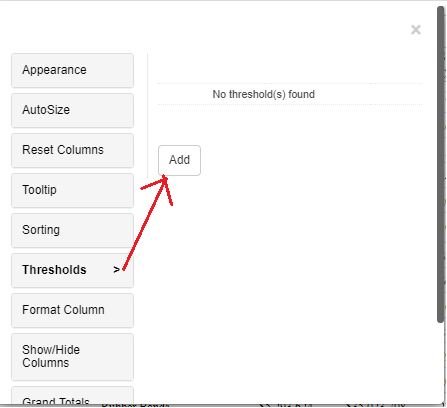 ×
Appearance
AutoSize
Reset Columns
Tooltip
Sorting
Thresholds >
Format Column
Show/Hide
Columns
Grand Totals
No threshold(s) found
Add